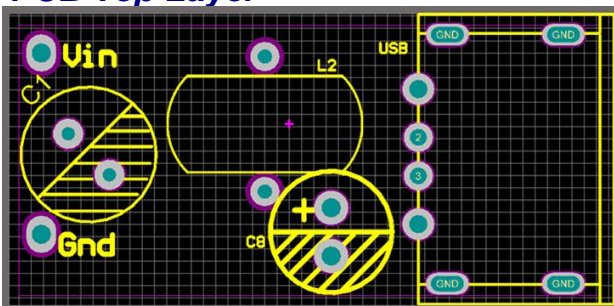 PCB Top Layer
Vin
USB
GND
GND
L2
C1
2
3
+
Gnd
C8
GND
GND